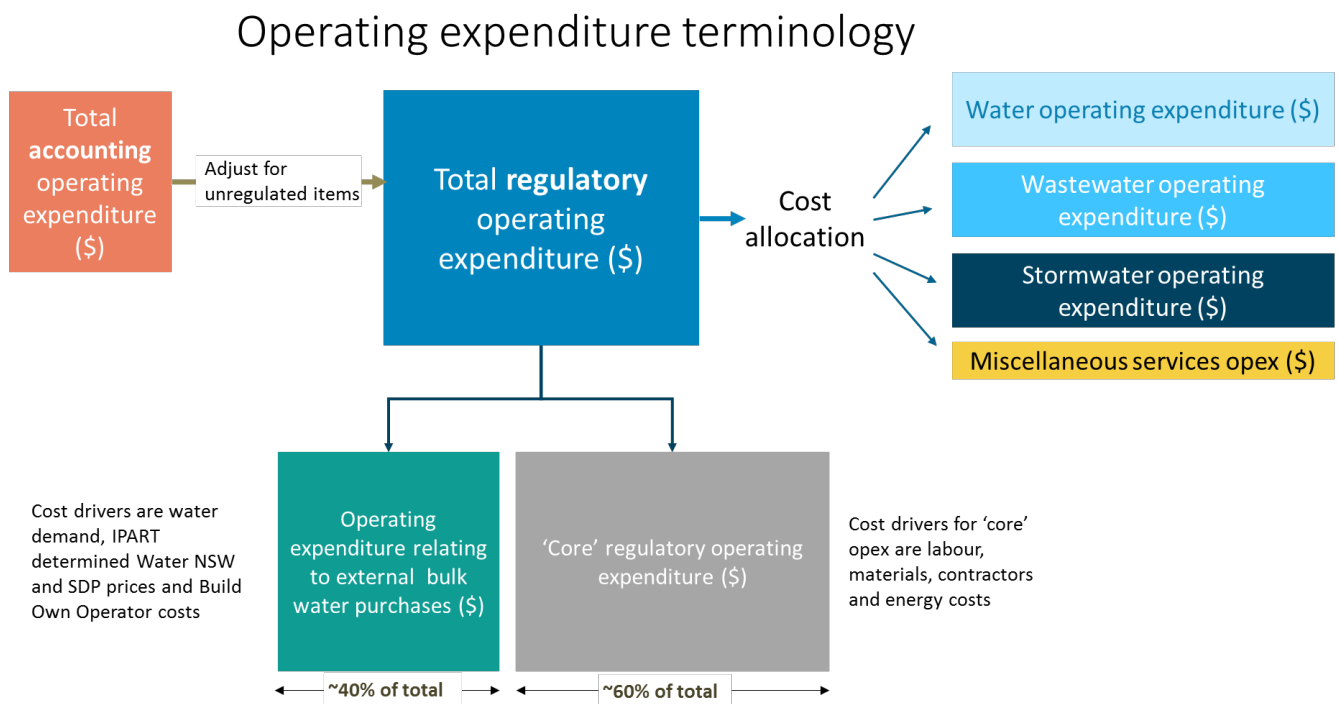 Operating expenditure terminology
Total
accounting
operating
expenditure
($)
Adjust for
unregulated items
Total regulatory
operating
expenditure ($)
Cost
allocation
Water operating expenditure ($)
Wastewater operating
expenditure ($)
Stormwater operating
expenditure ($)
Miscellaneous services opex ($)
Cost drivers are water
demand, IPART
determined Water NSW
and SDP prices and Build
Own Operator costs
Operating
expenditure relating
to external bulk
water purchases ($)
‘Core’ regulatory operating
expenditure ($)
Cost drivers for ‘core’
opex are labour,
materials, contractors
and energy costs
~40% of total
~60% of total